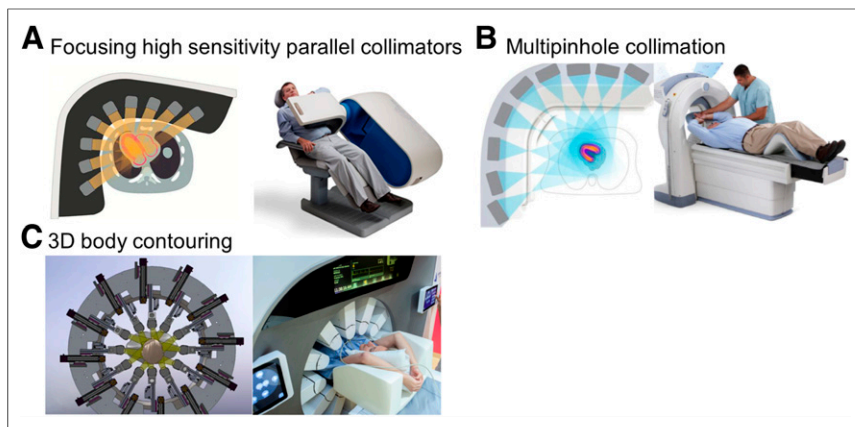 A Focusing high sensitivity parallel collimators
B Multipinhole collimation
C 3D body contouring